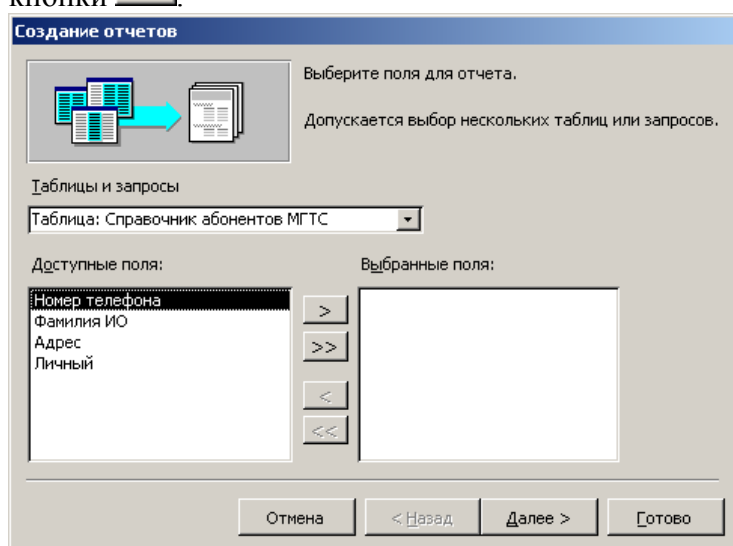 кнопки
Создание отчетов
Выберите поля для отчета.
Допускается выбор нескольких таблиц или запросов.
Таблицы и запросы
Таблица: Справочник абонентов МГТС
Доступные поля:
Выбранные поля:
Номер телефона
Фамилия ИО
Адрес
Личный
>
>>
<
<<
Отмена
< Назад
Далее >
Готово